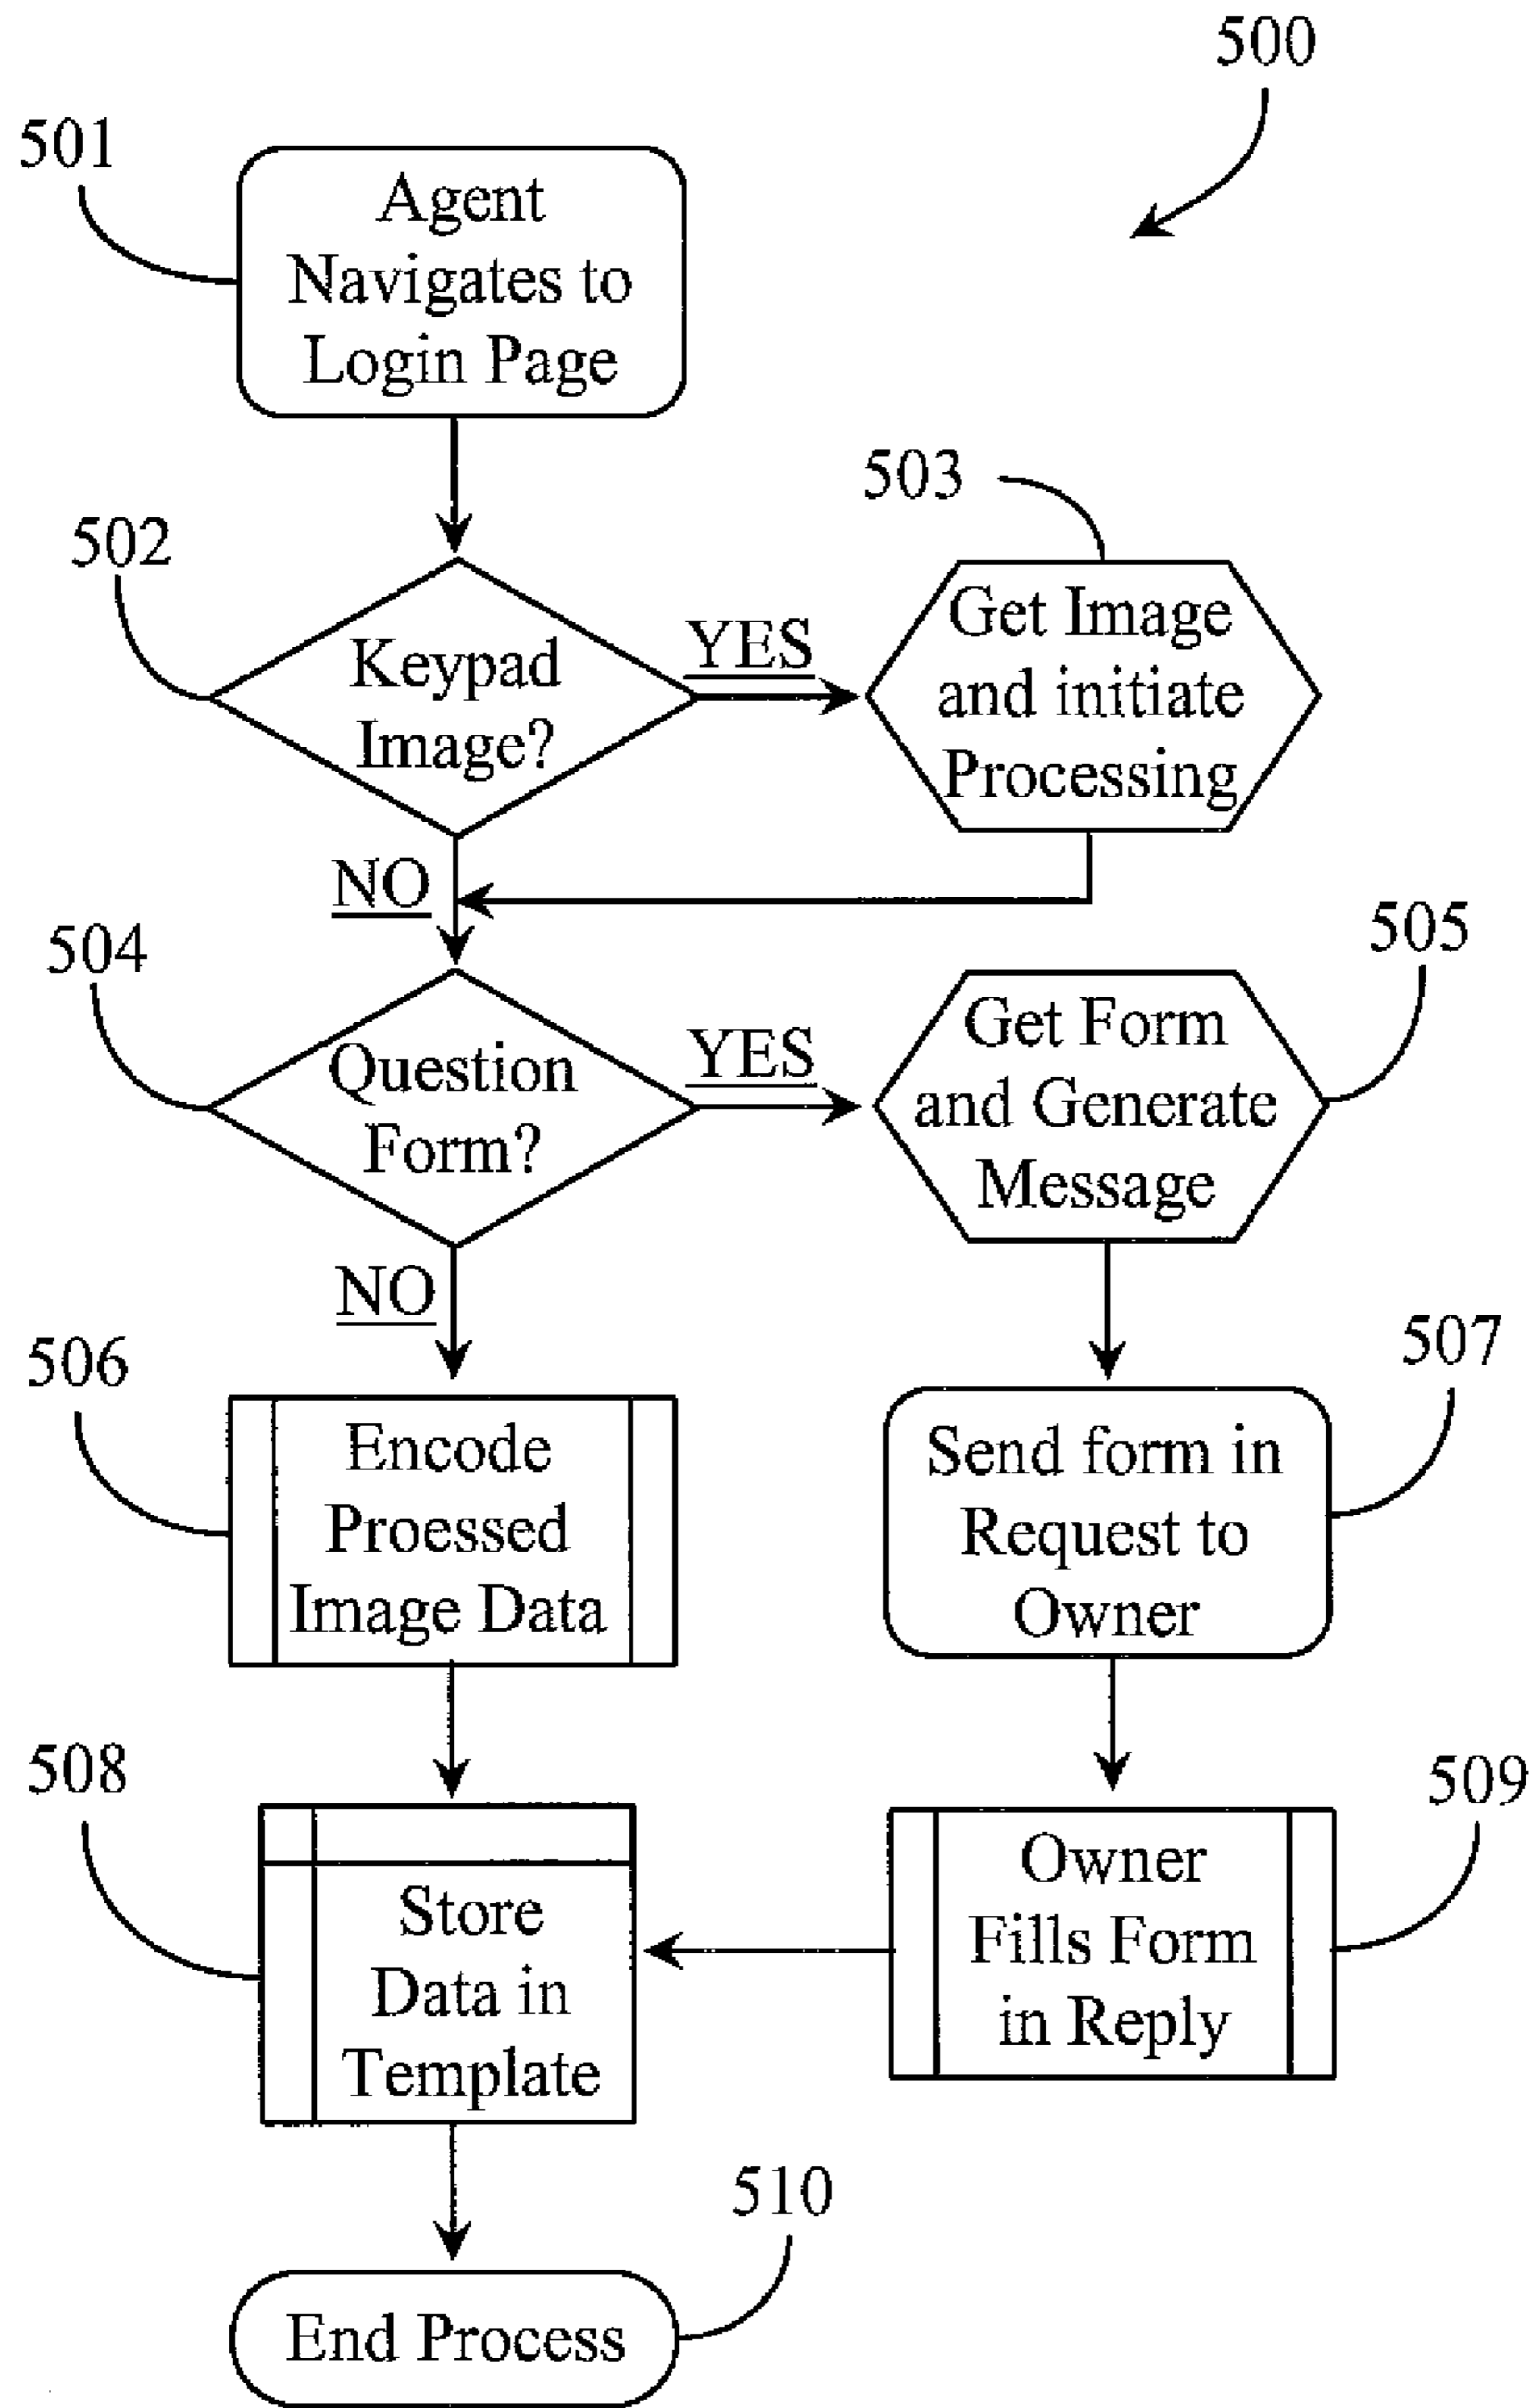 500
501
Agent
Navigates to
Login Page
502
Keypad
Image?
YES
503
Get Image
and initiate
Processing
NO
504
Question
Form?
YES
505
Get Form
and Generate
Message
NO
506
Encode
Proessed
Image Data
507
Send form in
Request to
Owner
508
Store
Data in
Template
509
Owner
Fills Form
in Reply
510
End Process